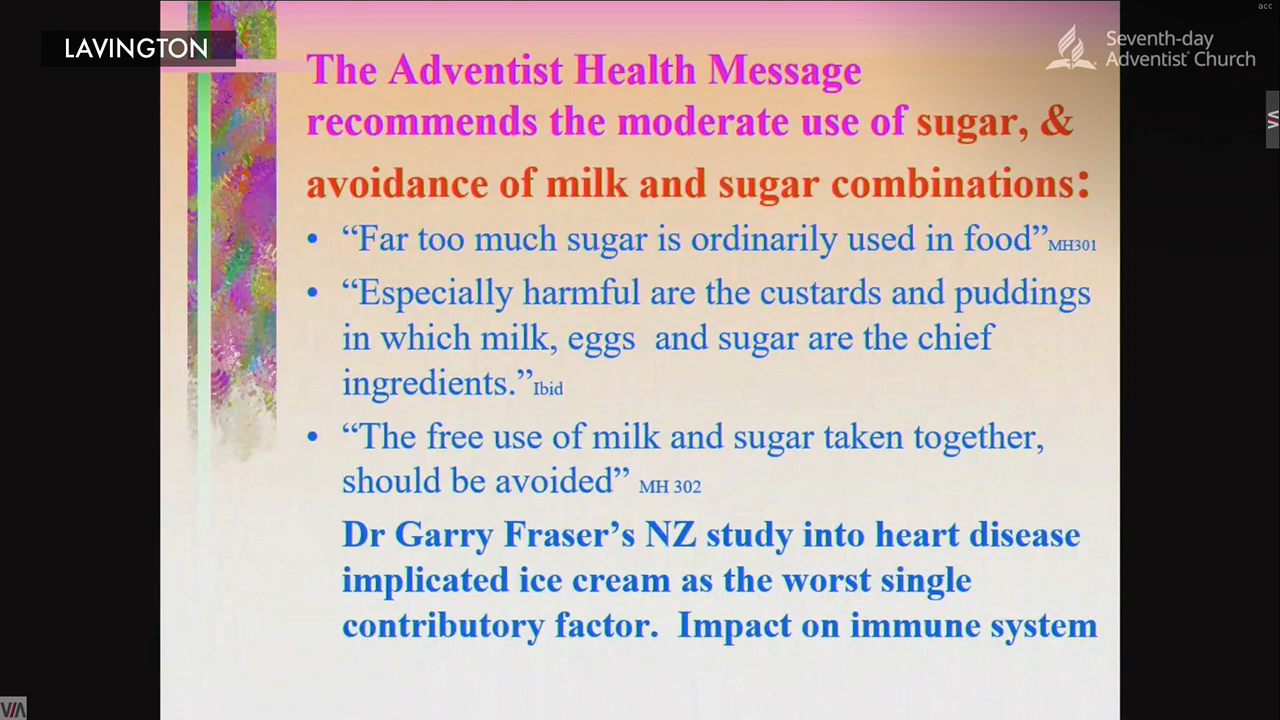 acc
LAVINGTON
Seventh-day
Adventist® Church
The Adventist Health Message
recommends the moderate use of sugar, &
avoidance of milk and sugar combinations:
• “Far too much sugar is ordinarily used in food”MH301
• “Especially harmful are the custards and puddings
in which milk, eggs and sugar are the chief
ingredients.”Ibid
• “The free use of milk and sugar taken together,
should be avoided” MH 302
Dr Garry Fraser’s NZ study into heart disease
implicated ice cream as the worst single
contributory factor. Impact on immune system